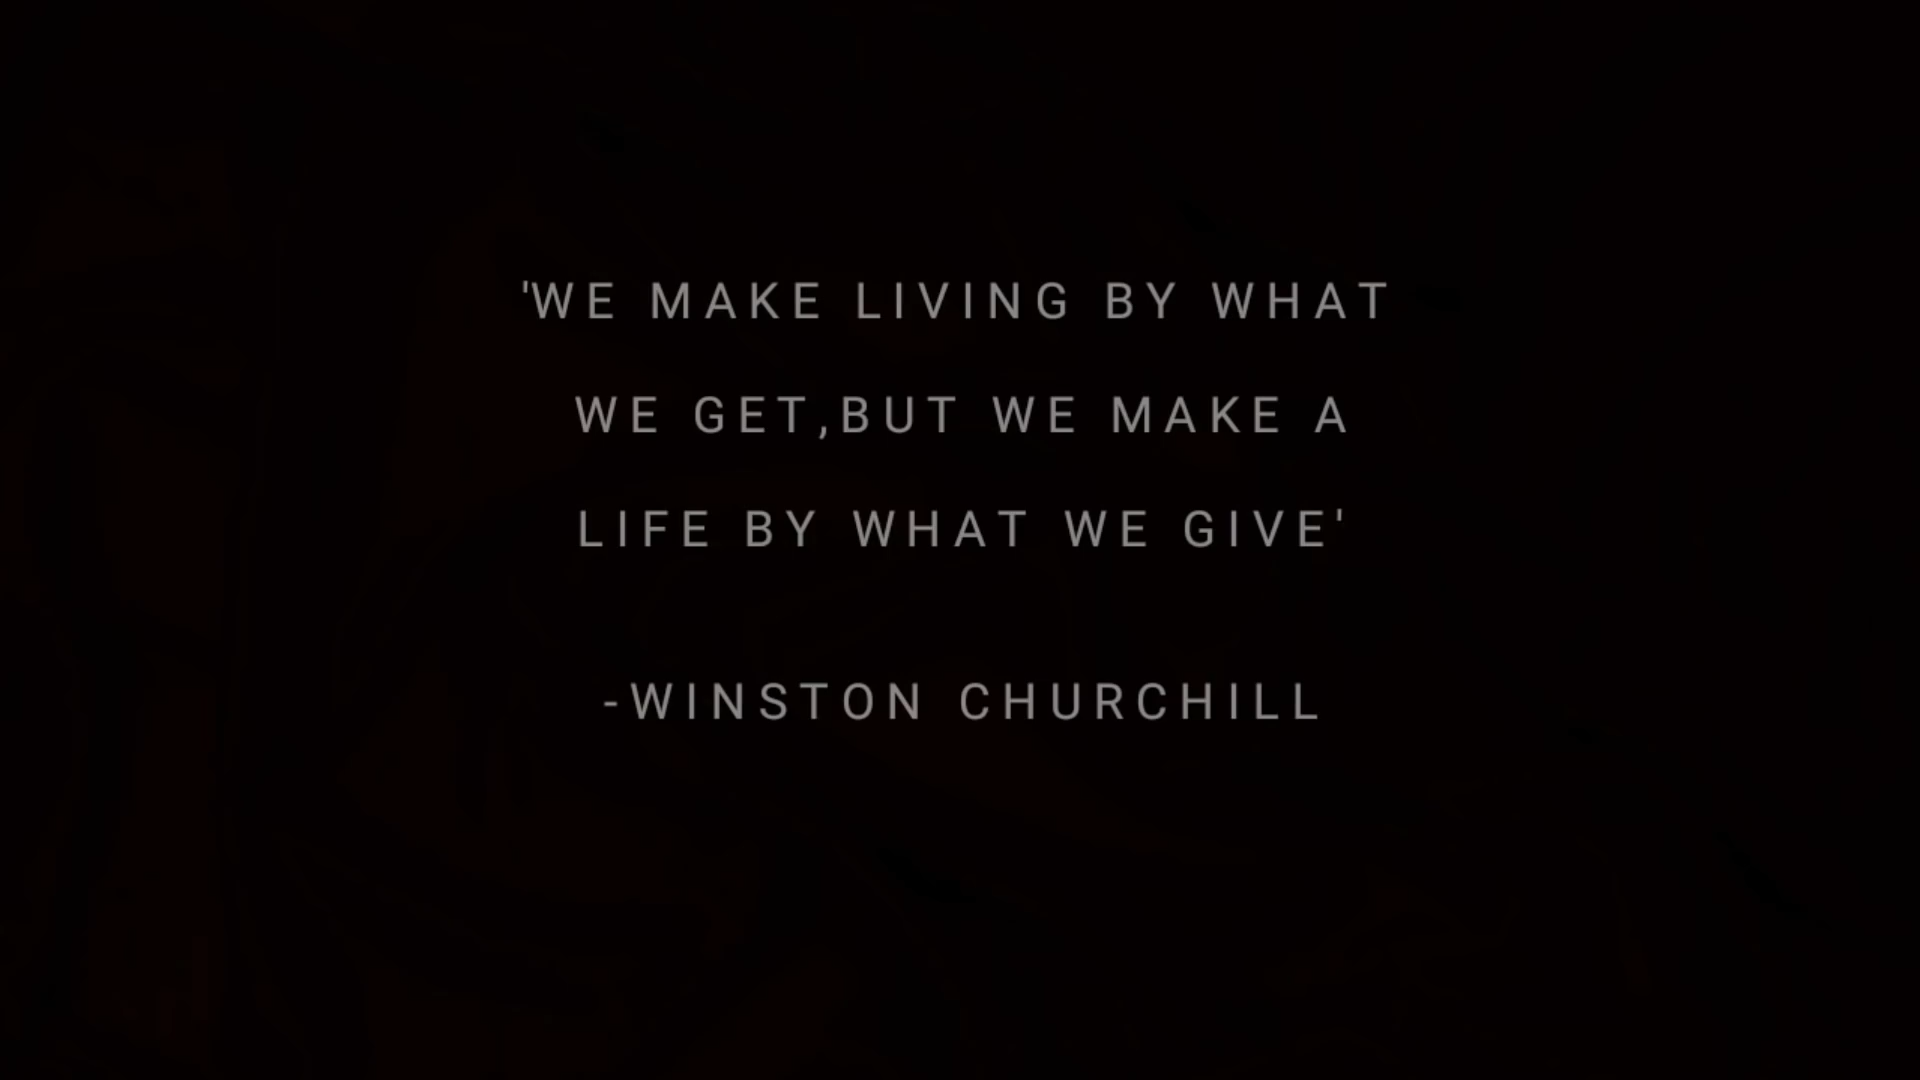 'WE MAKE LIVING BY WHAT
WE GET,BUT WE MAKE A
LIFE BY WHAT WE GIVE'
-WINSTON CHURCHILL